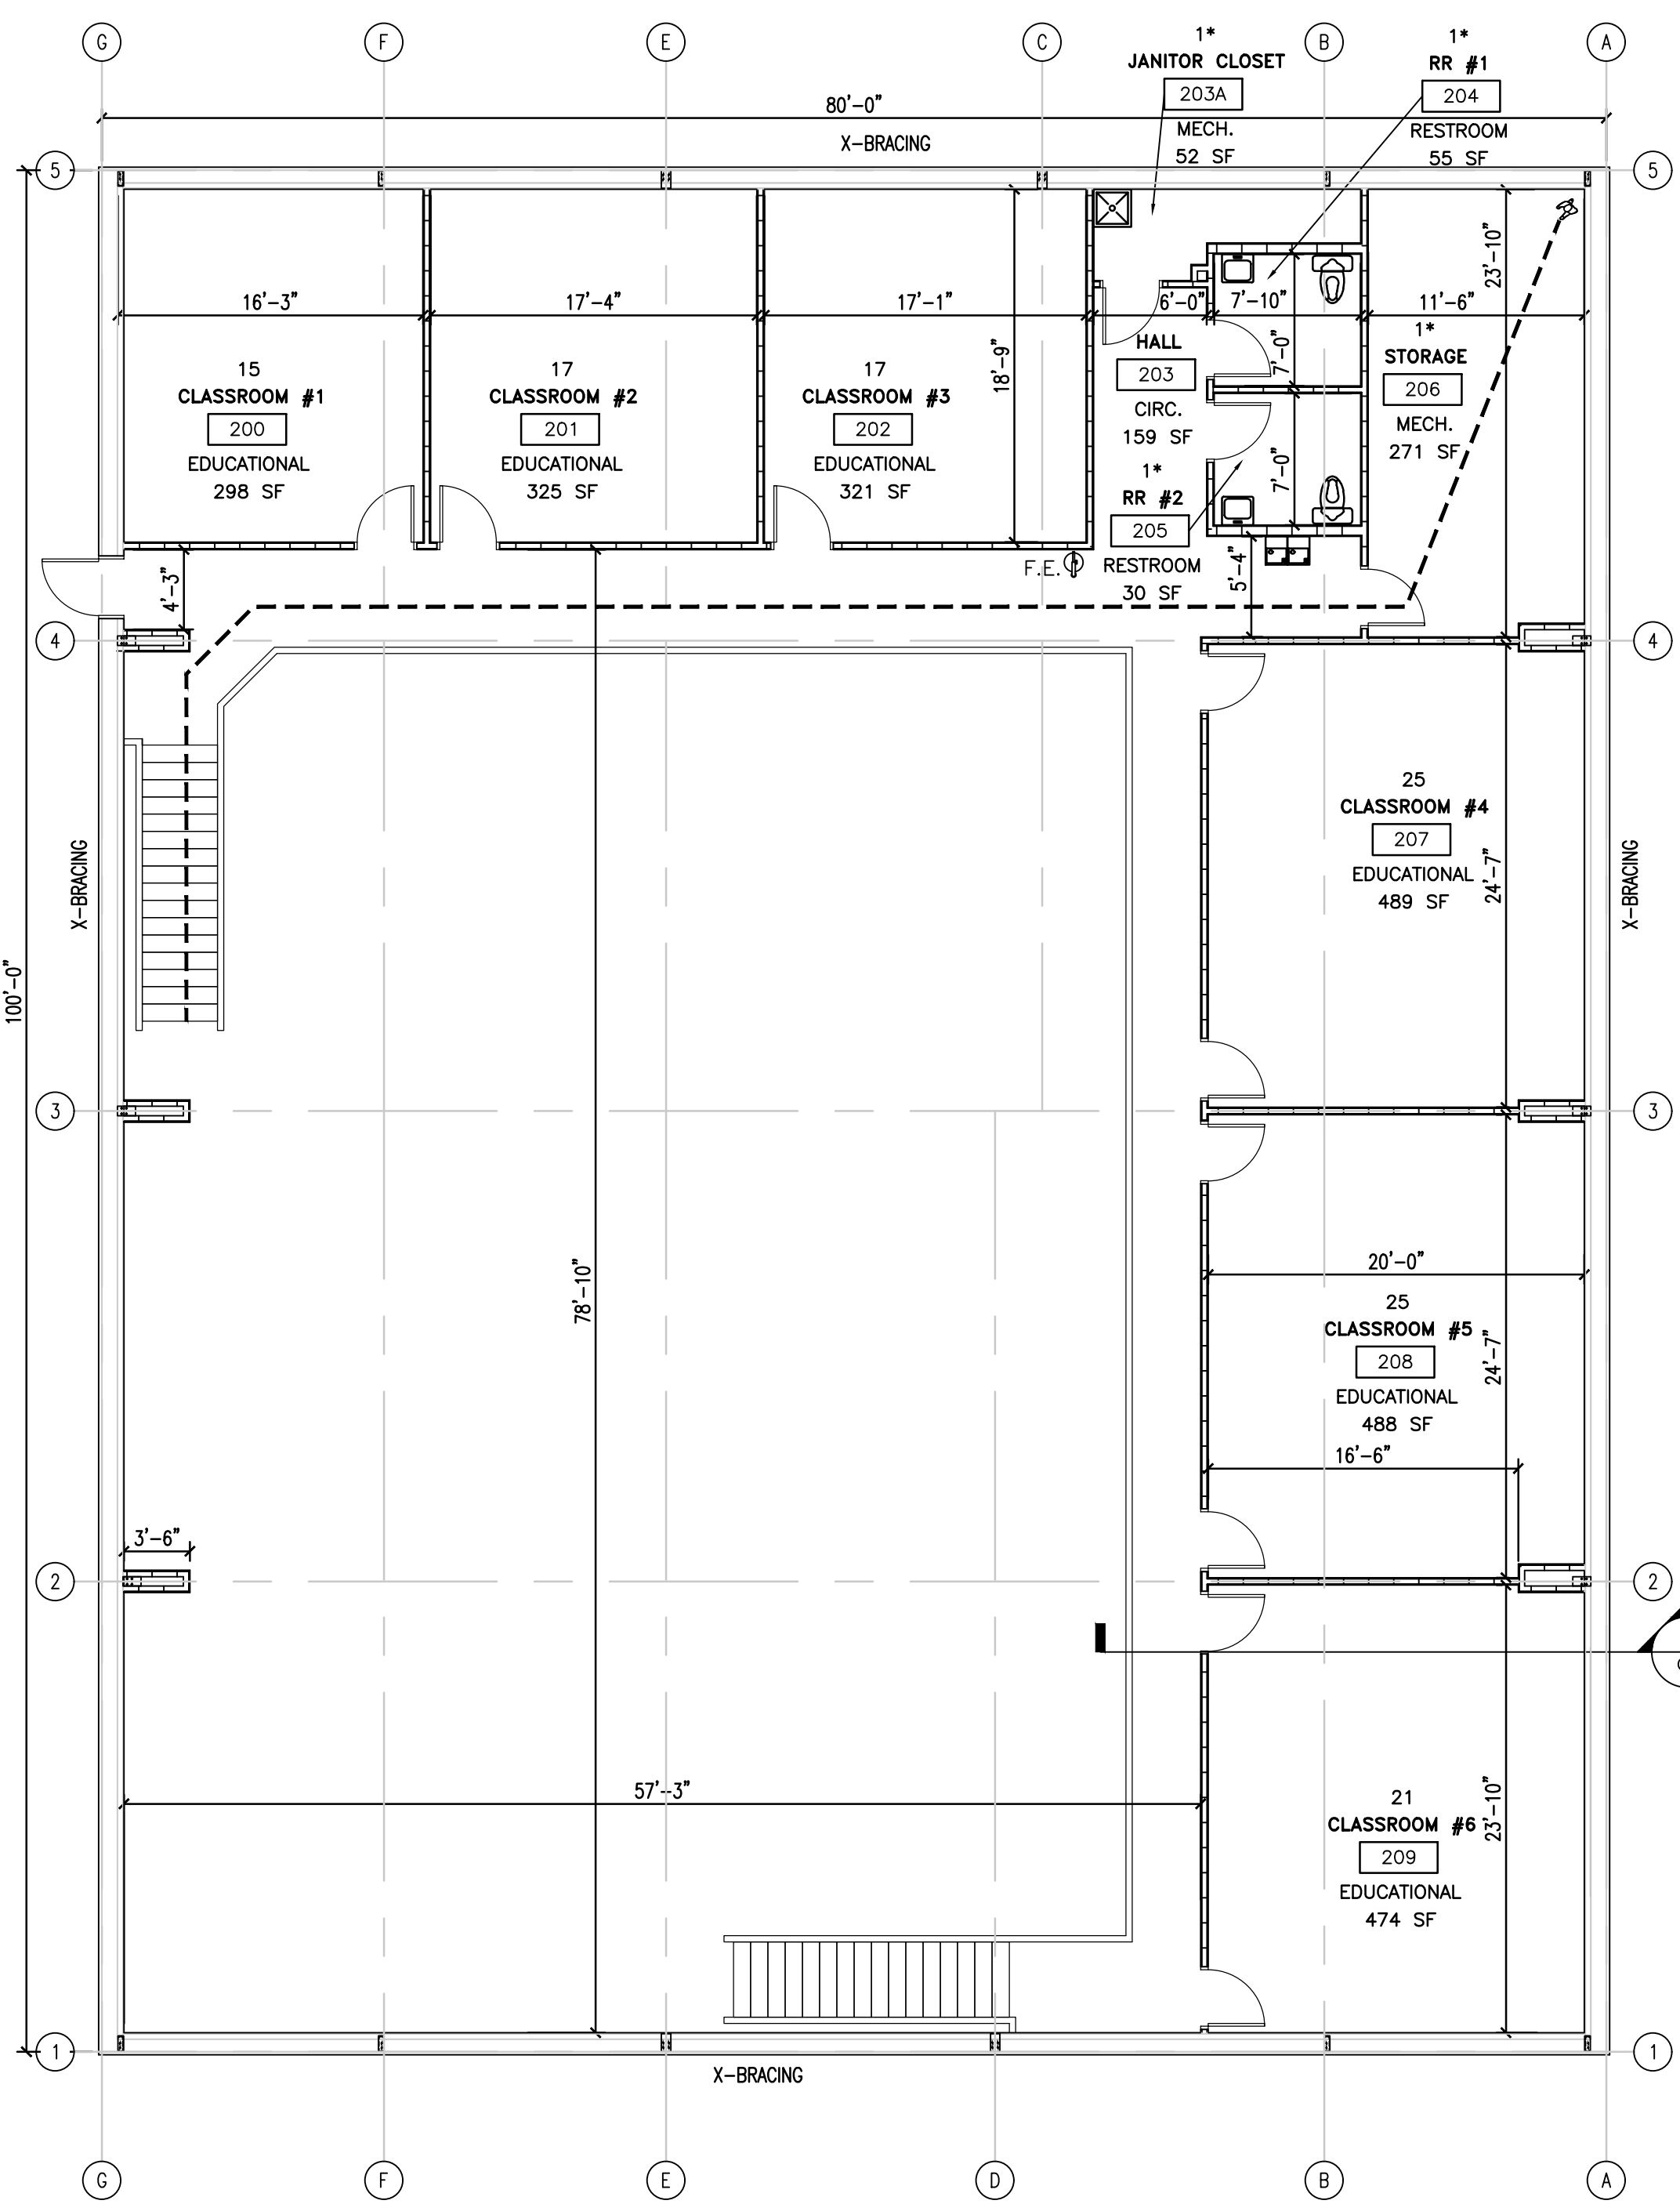 G
F
E
C
B
A
1*
JANITOR CLOSET
203A
MECH.
52 SF
1*
RR #1
204
RESTROOM
55 SF
80'-0"
X-BRACING
5
5
23'-10"
16'-3"
17'-4"
17'-1"
6'-0"
7'-10"
11'-6"
18'-9"
7'-0"
15
CLASSROOM #1
200
EDUCATIONAL
298 SF
17
CLASSROOM #2
201
EDUCATIONAL
325 SF
17
CLASSROOM #3
202
EDUCATIONAL
321 SF
HALL
203
CIRC.
159 SF
1*
STORAGE
206
MECH.
271 SF
1*
RR #2
205
RESTROOM
30 SF
7'-0"
F.E.
5'-4"
4'-3"
4
4
25
CLASSROOM #4
207
EDUCATIONAL
489 SF
24'-7"
X-BRACING
X-BRACING
100'-0"
3
3
78'-10"
20'-0"
25
CLASSROOM #5
208
EDUCATIONAL
488 SF
24'-7"
16'-6"
3'-6"
2
2
57'--3"
21
CLASSROOM #6
209
EDUCATIONAL
474 SF
23'-10"
1
1
X-BRACING
G
F
E
D
B
A